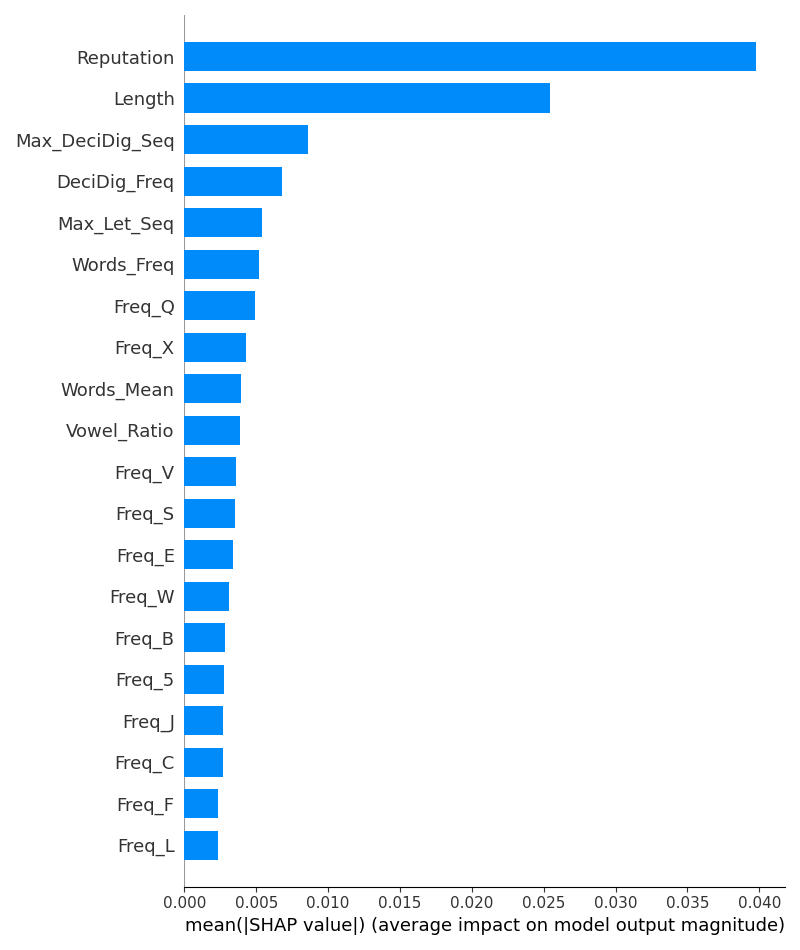 Reputation
Length
Max_DeciDig_Seq
DeciDig_Freq
Max_Let_Seq
Words_Freq
Freq_Q
Freq_X
Words_Mean
Vowel_Ratio
Freq_V
Freq_S
Freq_E
Freq_W
Freq_B
Freq_5
Freq_J
Freq_C
Freq_F
Freq_L
0.000 0.005 0.010 0.015 0.020 0.025 0.030 0.035 0.040
mean(|SHAP value|) (average impact on model output magnitude)